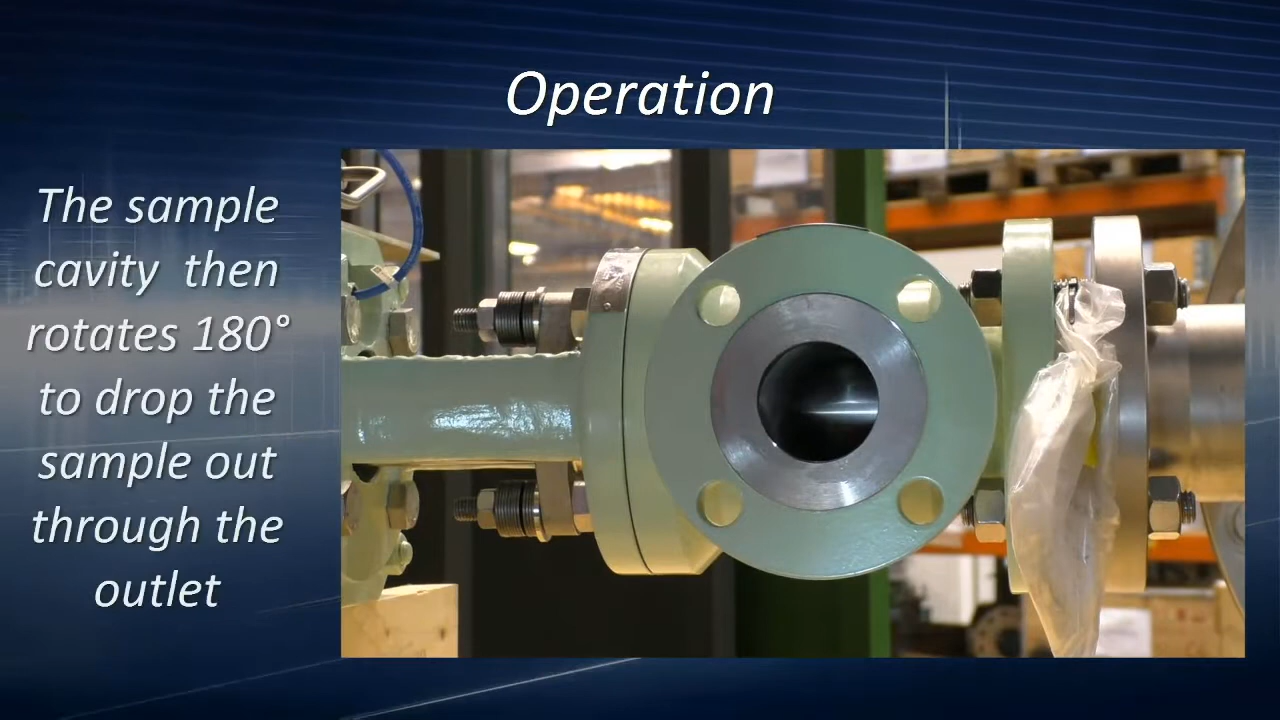 Operation
The sample
cavity then
rotates 180°
to drop the
sample out
through the
outlet